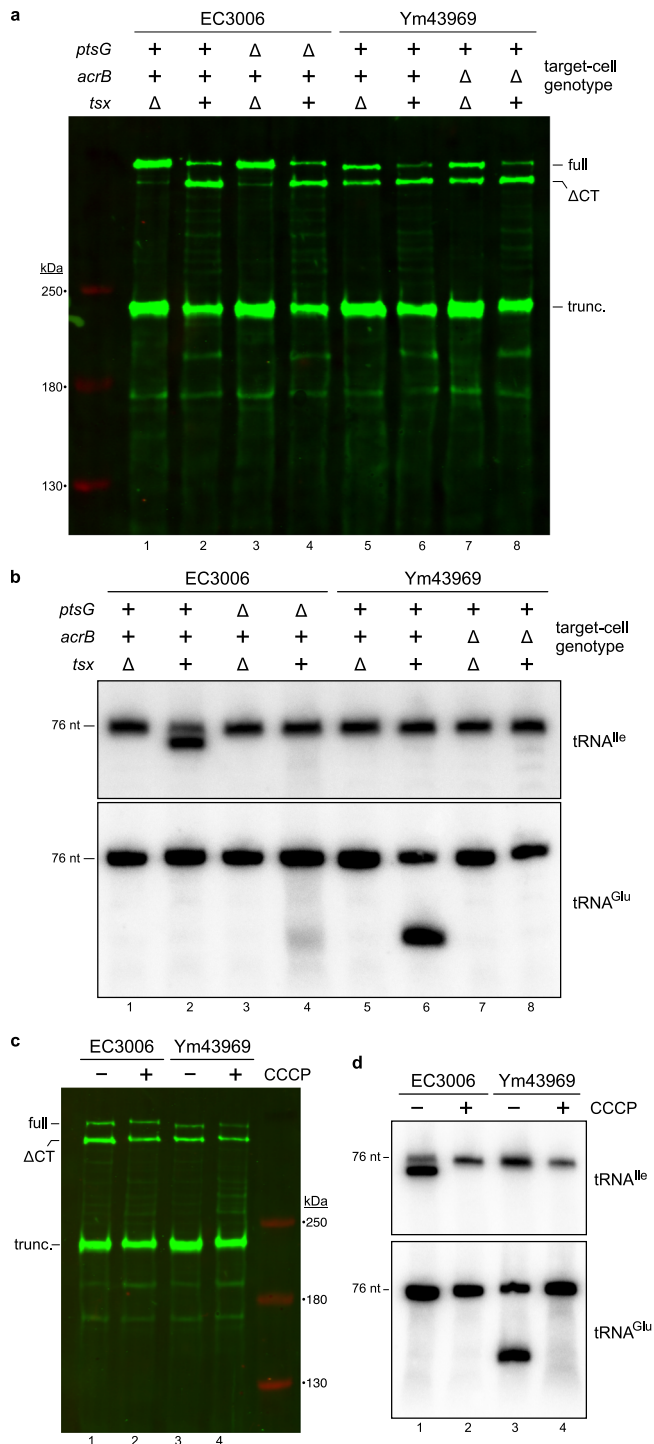 a
EC3006 Ym43969
ptsG + + Δ Δ + + + +
acrB + + + + + + Δ Δ
tsx Δ + Δ + Δ + Δ +
target-cell
genotype
full
ΔCT
kDa
250•
trunc.
180•
130•
1 2 3 4 5 6 7 8
b
EC3006 Ym43969
ptsG + + Δ Δ + + + +
acrB + + + + + + Δ Δ
tsx Δ + Δ + Δ + Δ +
target-cell
genotype
76 nt
tRNAIle
76 nt
tRNAGlu
1 2 3 4 5 6 7 8
c
EC3006 Ym43969
− + − + CCCP
full
ΔCT
kDa
•250
trunc.
•180
•130
1 2 3 4
d
EC3006 Ym43969
− + − + CCCP
76 nt
tRNAIle
76 nt
tRNAGlu
1 2 3 4